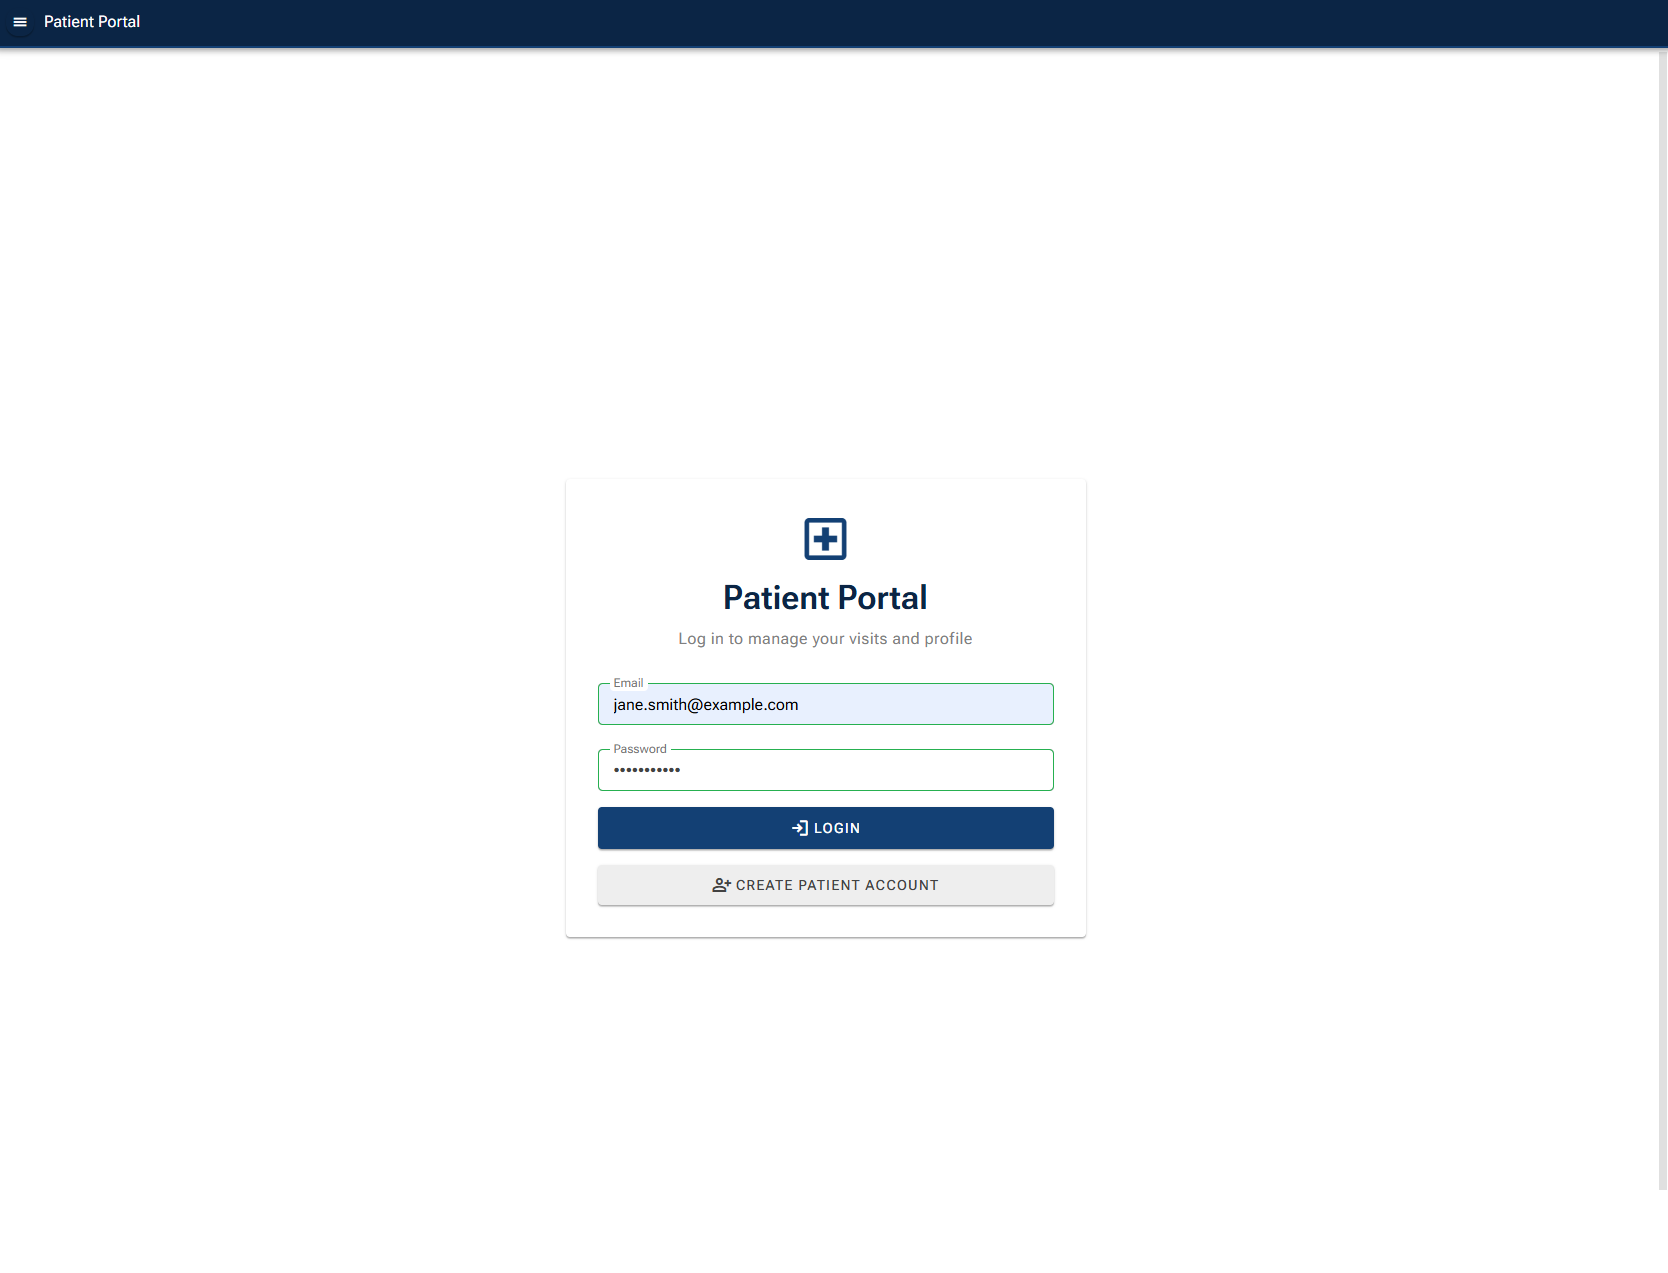 Patient Portal
Patient Portal
Log in to manage your visits and profile
Email
jane.smith@example.com
Password
•••••••••••
LOGIN
CREATE PATIENT ACCOUNT